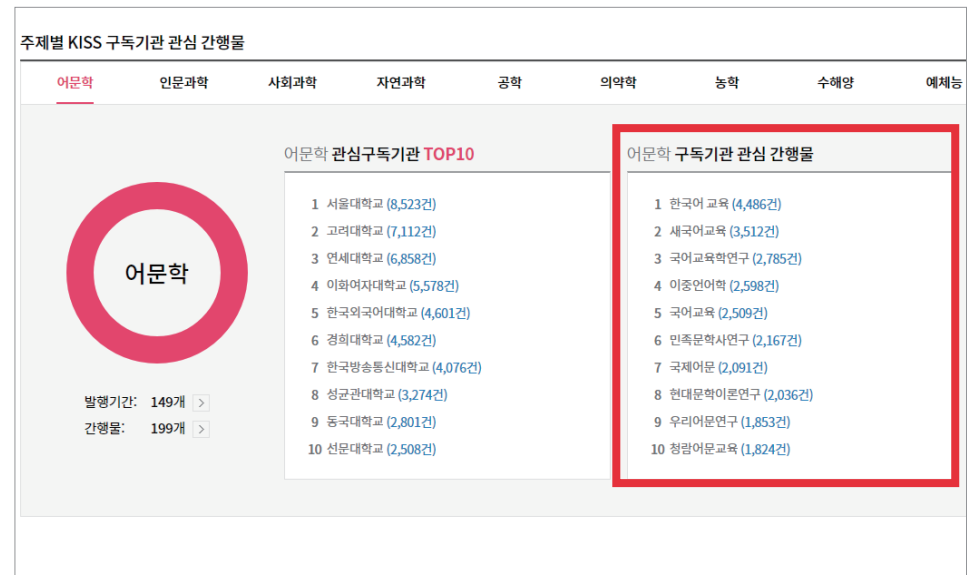 주제별 KISS 구독기관 관심 간행물
어문학 인문과학 사회과학 자연과학 공학 의약학 농학 수해양 예체능
어문학
발행기간: 149개
간행물: 199개
어문학 관심구독기관 TOP10
1 서울대학교 (8,523건)
2 고려대학교 (7,112건)
3 연세대학교 (6,858건)
4 이화여자대학교 (5,578건)
5 한국외국어대학교 (4,601건)
6 경희대학교 (4,582건)
7 한국방송통신대학교 (4,076건)
8 성균관대학교 (3,274건)
9 동국대학교 (2,801건)
10 선문대학교 (2,508건)
어문학 구독기관 관심 간행물
1 한국어 교육 (4,486건)
2 새국어교육 (3,512건)
3 국어교육학연구 (2,785건)
4 이중언어학 (2,598건)
5 국어교육 (2,509건)
6 민족문학사연구 (2,167건)
7 국제어문 (2,091건)
8 현대문학이론연구 (2,036건)
9 우리어문연구 (1,853건)
10 청람어문교육 (1,824건)